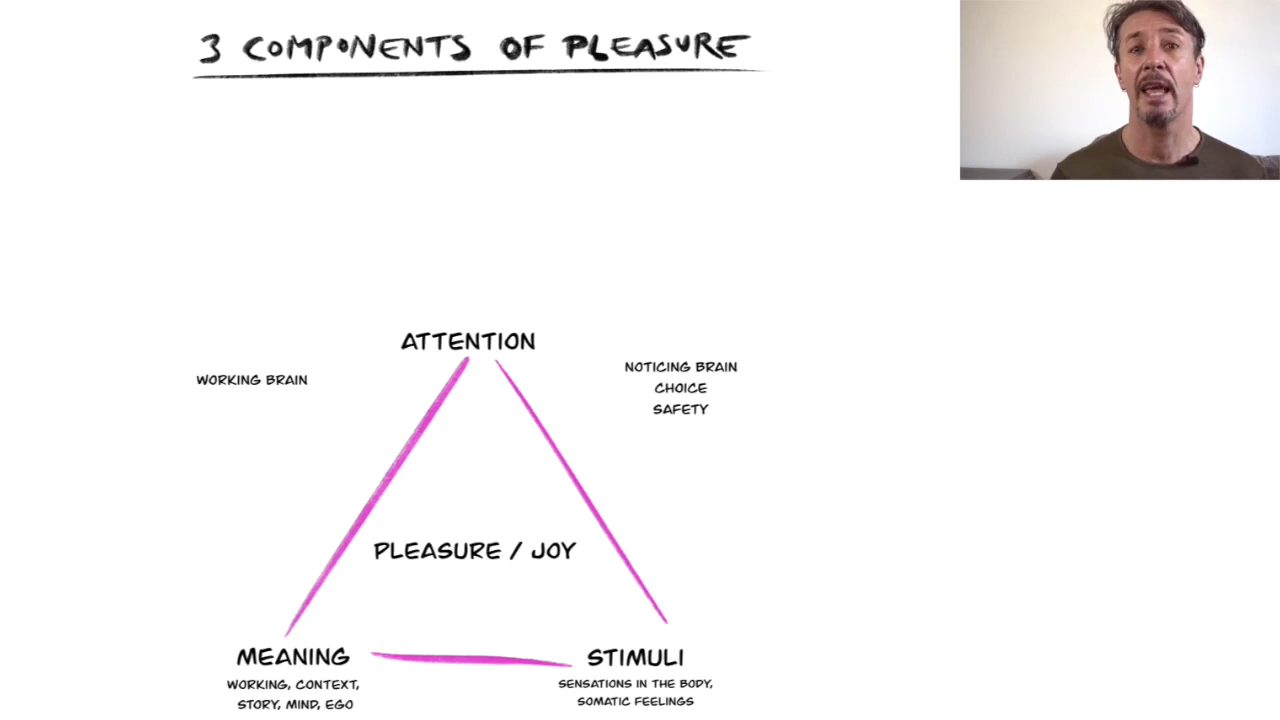 3 COMPONENTS OF PLEASURE
ATTENTION
WORKING BRAIN
NOTICING BRAIN
CHOICE
SAFETY
PLEASURE / JOY
MEANING
WORKING, CONTEXT,
STORY, MIND, EGO
STIMULI
SENSATIONS IN THE BODY,
SOMATIC FEELINGS